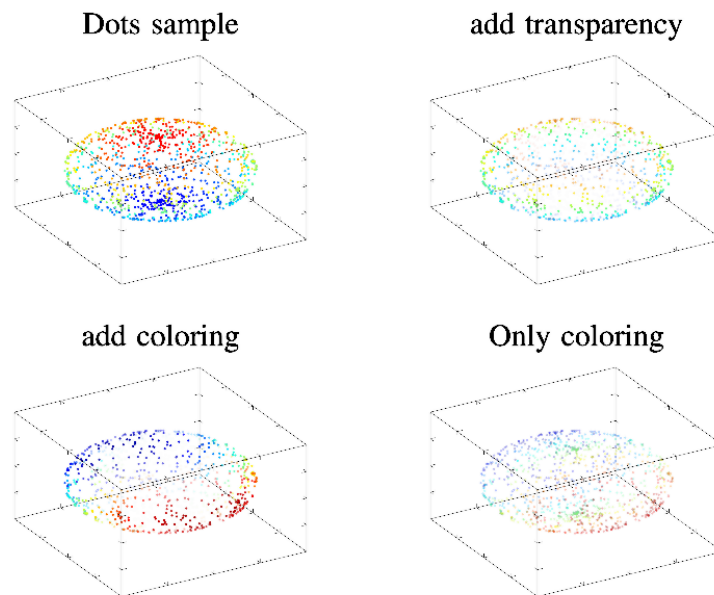 Dots sample
add transparency
add coloring
Only coloring